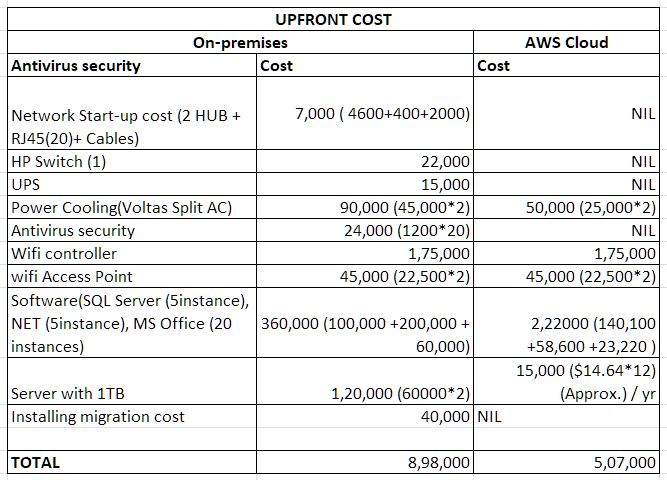 UPFRONT COST
On-premises AWS Cloud
Antivirus security Cost Cost
Network Start-up cost (2 HUB + 7,000 ( 4600+400+2000) NIL
RJ45(20)+ Cables)
HP Switch (1) 22,000 NIL
UPS 15,000 NIL
Power Cooling(Voltas Split AC) 90,000 (45,000*2) 50,000 (25,000*2)
Antivirus security 24,000 (1200*20) NIL
Wifi controller 1,75,000 1,75,000
wifi Access Point 45,000 (22,500*2) 45,000 (22,500*2)
Software(SQL Server (5instance),
NET (5instance), MS Office (20 360,000 (100,000 +200,000 + 2,22000 (140,100
instances) 60,000) +58,600 +23,220 )
15,000 ($14.64*12)
Server with 1TB 1,20,000 (60000*2) (Approx.) / yr
Installing migration cost 40,000 NIL
TOTAL 8,98,000 5,07,000